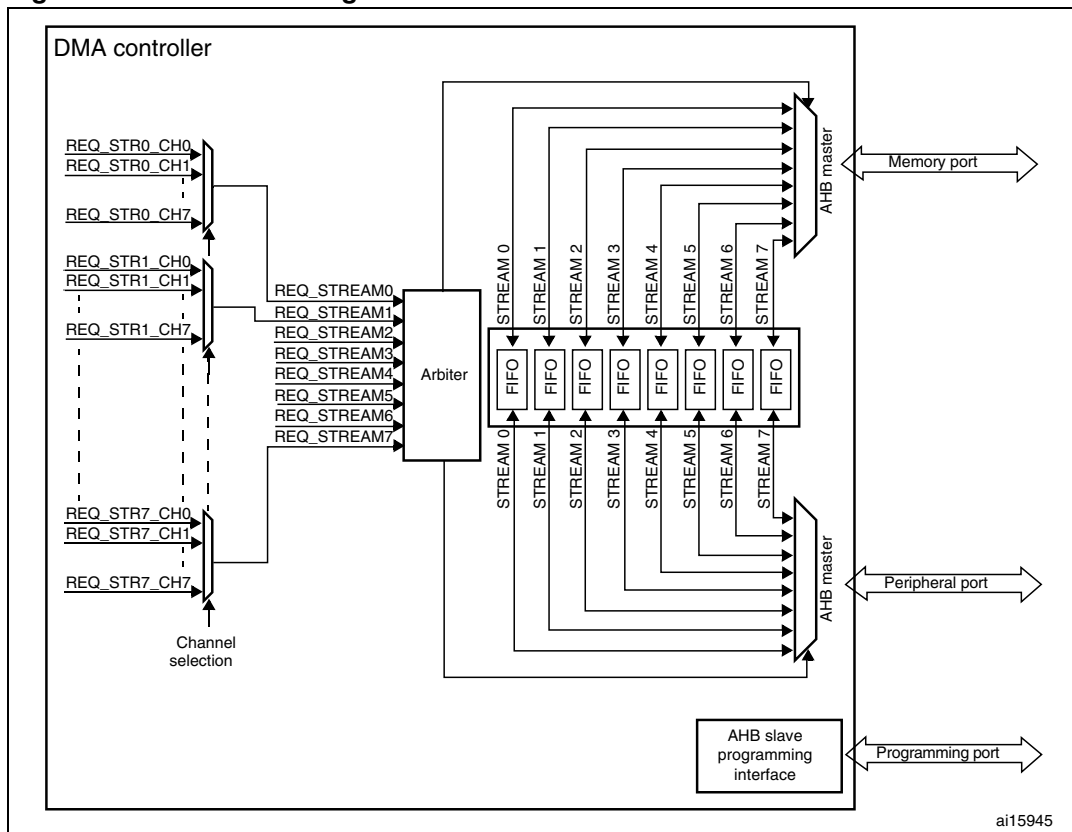 DMA controller
REQ_STR0_CH0
REQ_STR0_CH1
REQ_STR0_CH7
REQ_STR1_CH0
REQ_STR1_CH1
REQ_STR1_CH7
REQ_STR7_CH0
REQ_STR7_CH1
REQ_STR7_CH7
Channel
selection
REQ_STREAM0
REQ_STREAM1
REQ_STREAM2
REQ_STREAM3
REQ_STREAM4
REQ_STREAM5
REQ_STREAM6
REQ_STREAM7
Arbiter
STREAM 0
STREAM 1
STREAM 2
STREAM 3
STREAM 4
STREAM 5
STREAM 6
STREAM 7
FIFO
FIFO
FIFO
FIFO
FIFO
FIFO
FIFO
FIFO
STREAM 0
STREAM 1
STREAM 2
STREAM 3
STREAM 4
STREAM 5
STREAM 6
STREAM 7
AHB master
Memory port
AHB master
Peripheral port
AHB slave
programming
interface
Programming port
ai15945